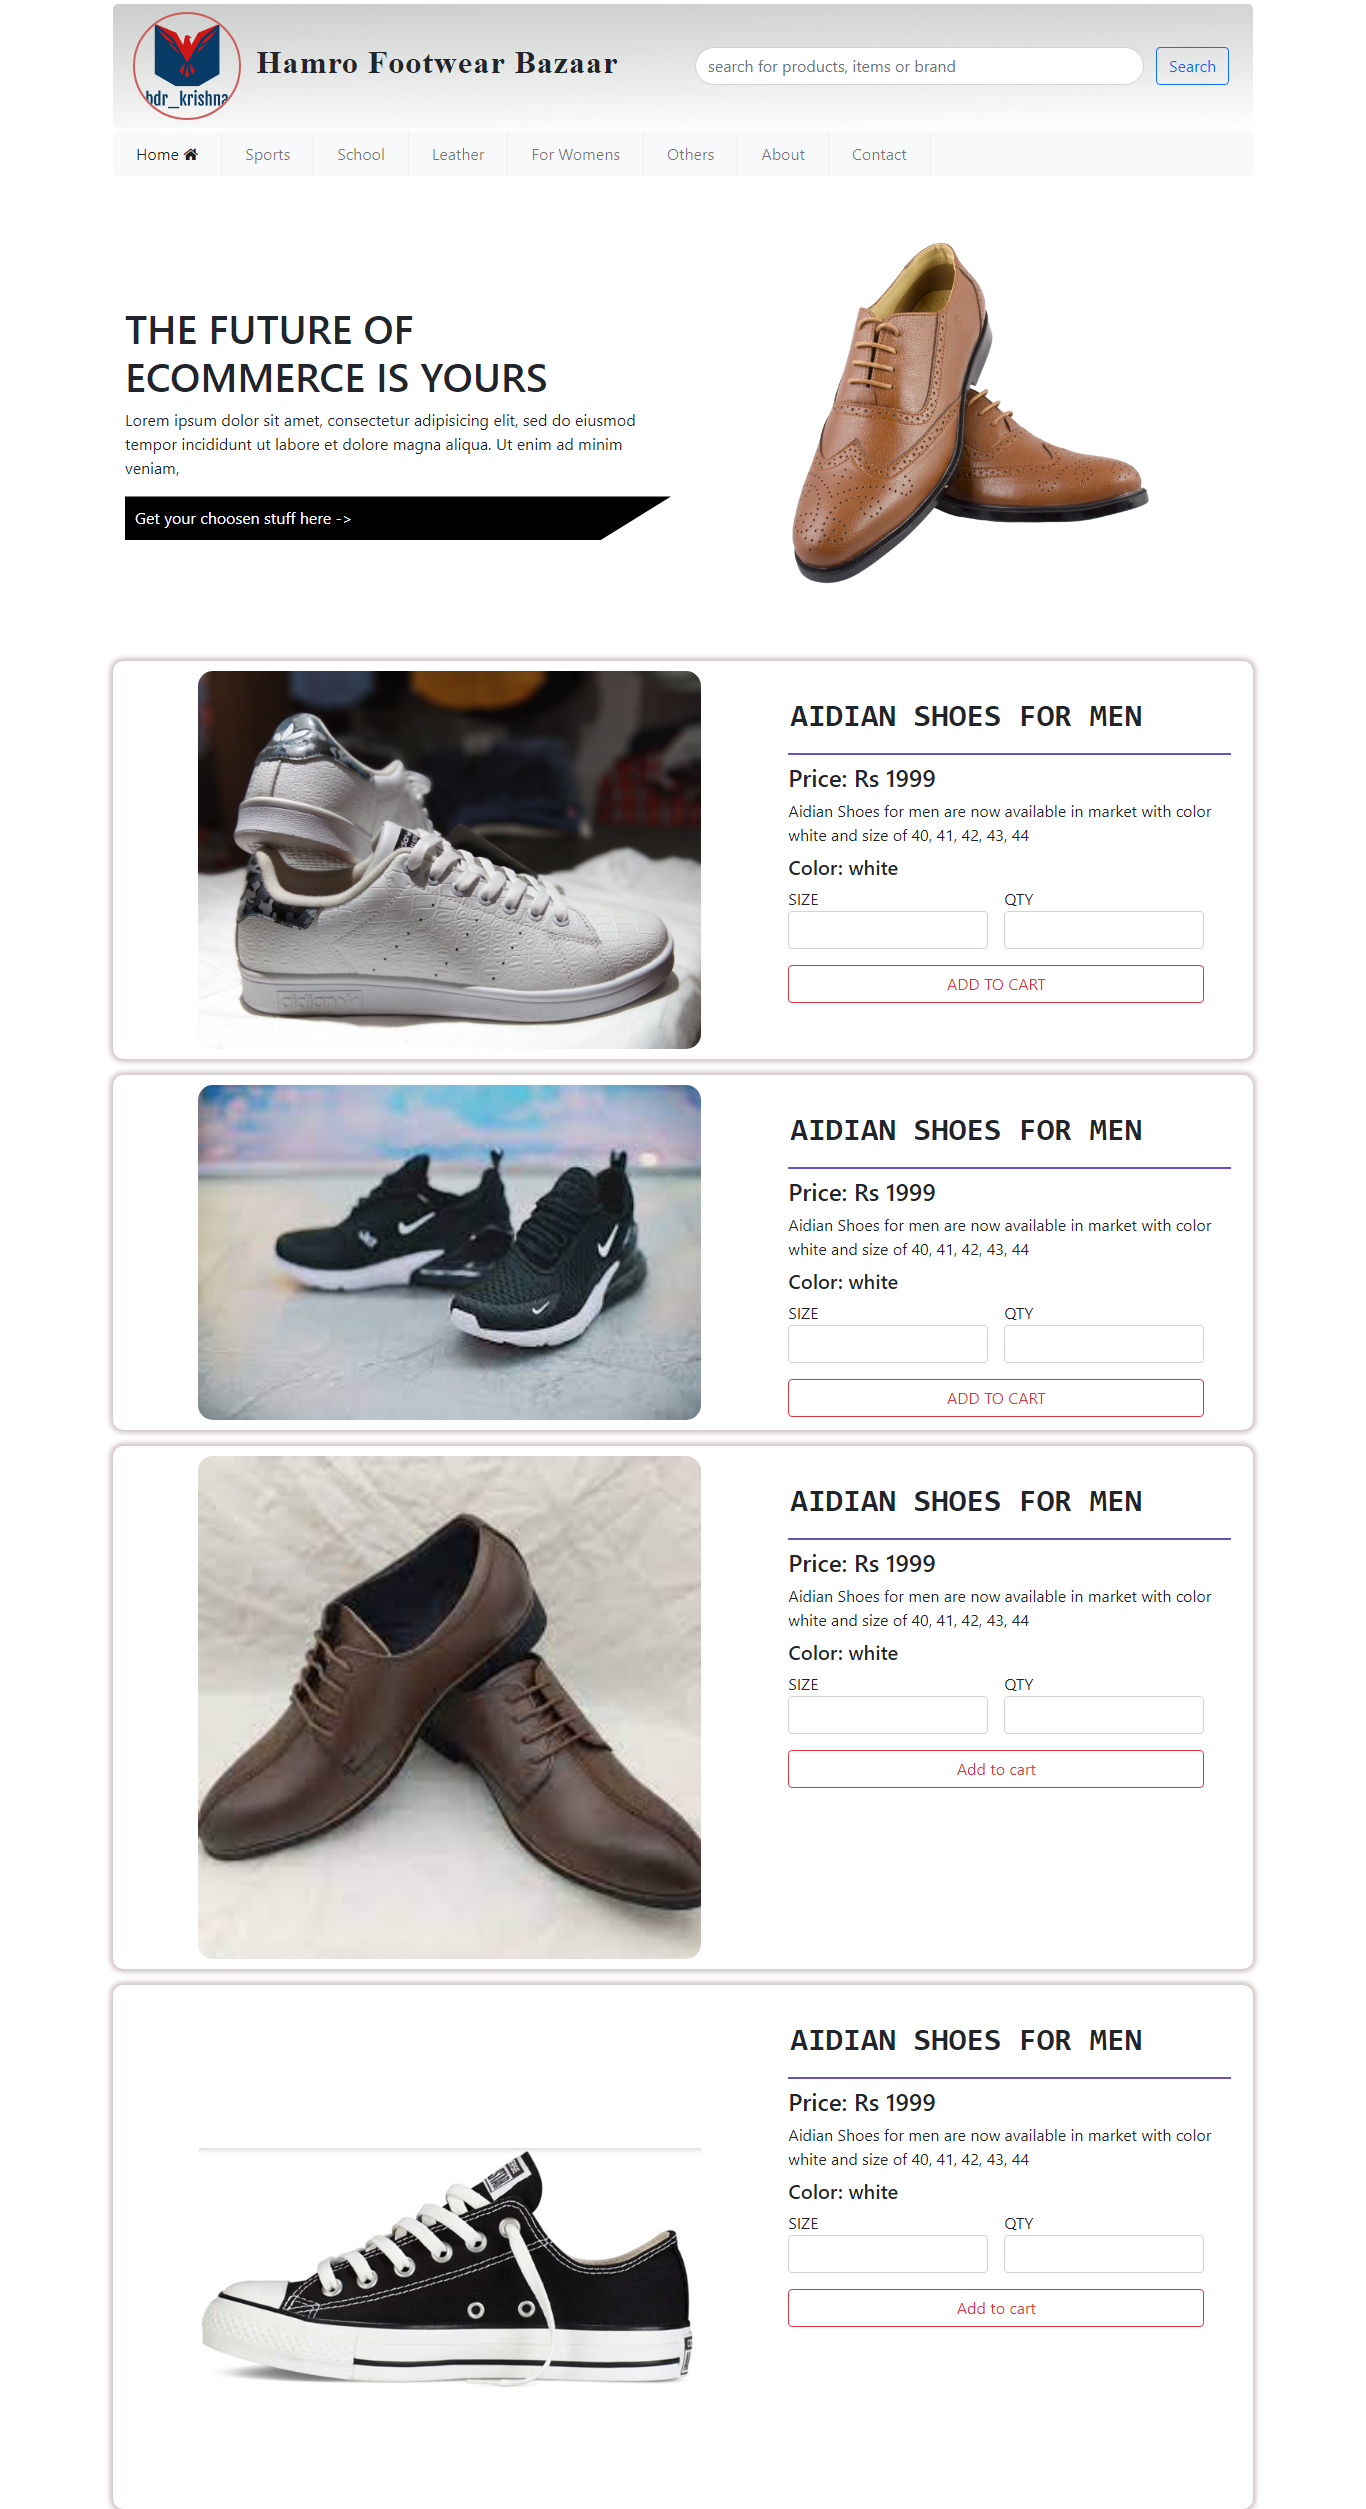 bdr_krishna
Hamro Footwear Bazaar
search for products, items or brand
Search
Home
Sports
School
Leather
For Womens
Others
About
Contact
THE FUTURE OF
ECOMMERCE IS YOURS
Lorem ipsum dolor sit amet, consectetur adipisicing elit, sed do eiusmod
tempor incididunt ut labore et dolore magna aliqua. Ut enim ad minim
veniam,
Get your choosen stuff here ->
aidian
AIDIAN SHOES FOR MEN
Price: Rs 1999
Aidian Shoes for men are now available in market with color
white and size of 40, 41, 42, 43, 44
Color: white
SIZE
QTY
ADD TO CART
AIDIAN SHOES FOR MEN
Price: Rs 1999
Aidian Shoes for men are now available in market with color
white and size of 40, 41, 42, 43, 44
Color: white
SIZE
QTY
ADD TO CART
AIDIAN SHOES FOR MEN
Price: Rs 1999
Aidian Shoes for men are now available in market with color
white and size of 40, 41, 42, 43, 44
Color: white
SIZE
QTY
Add to cart
AIDIAN SHOES FOR MEN
Price: Rs 1999
Aidian Shoes for men are now available in market with color
white and size of 40, 41, 42, 43, 44
Color: white
SIZE
QTY
Add to cart